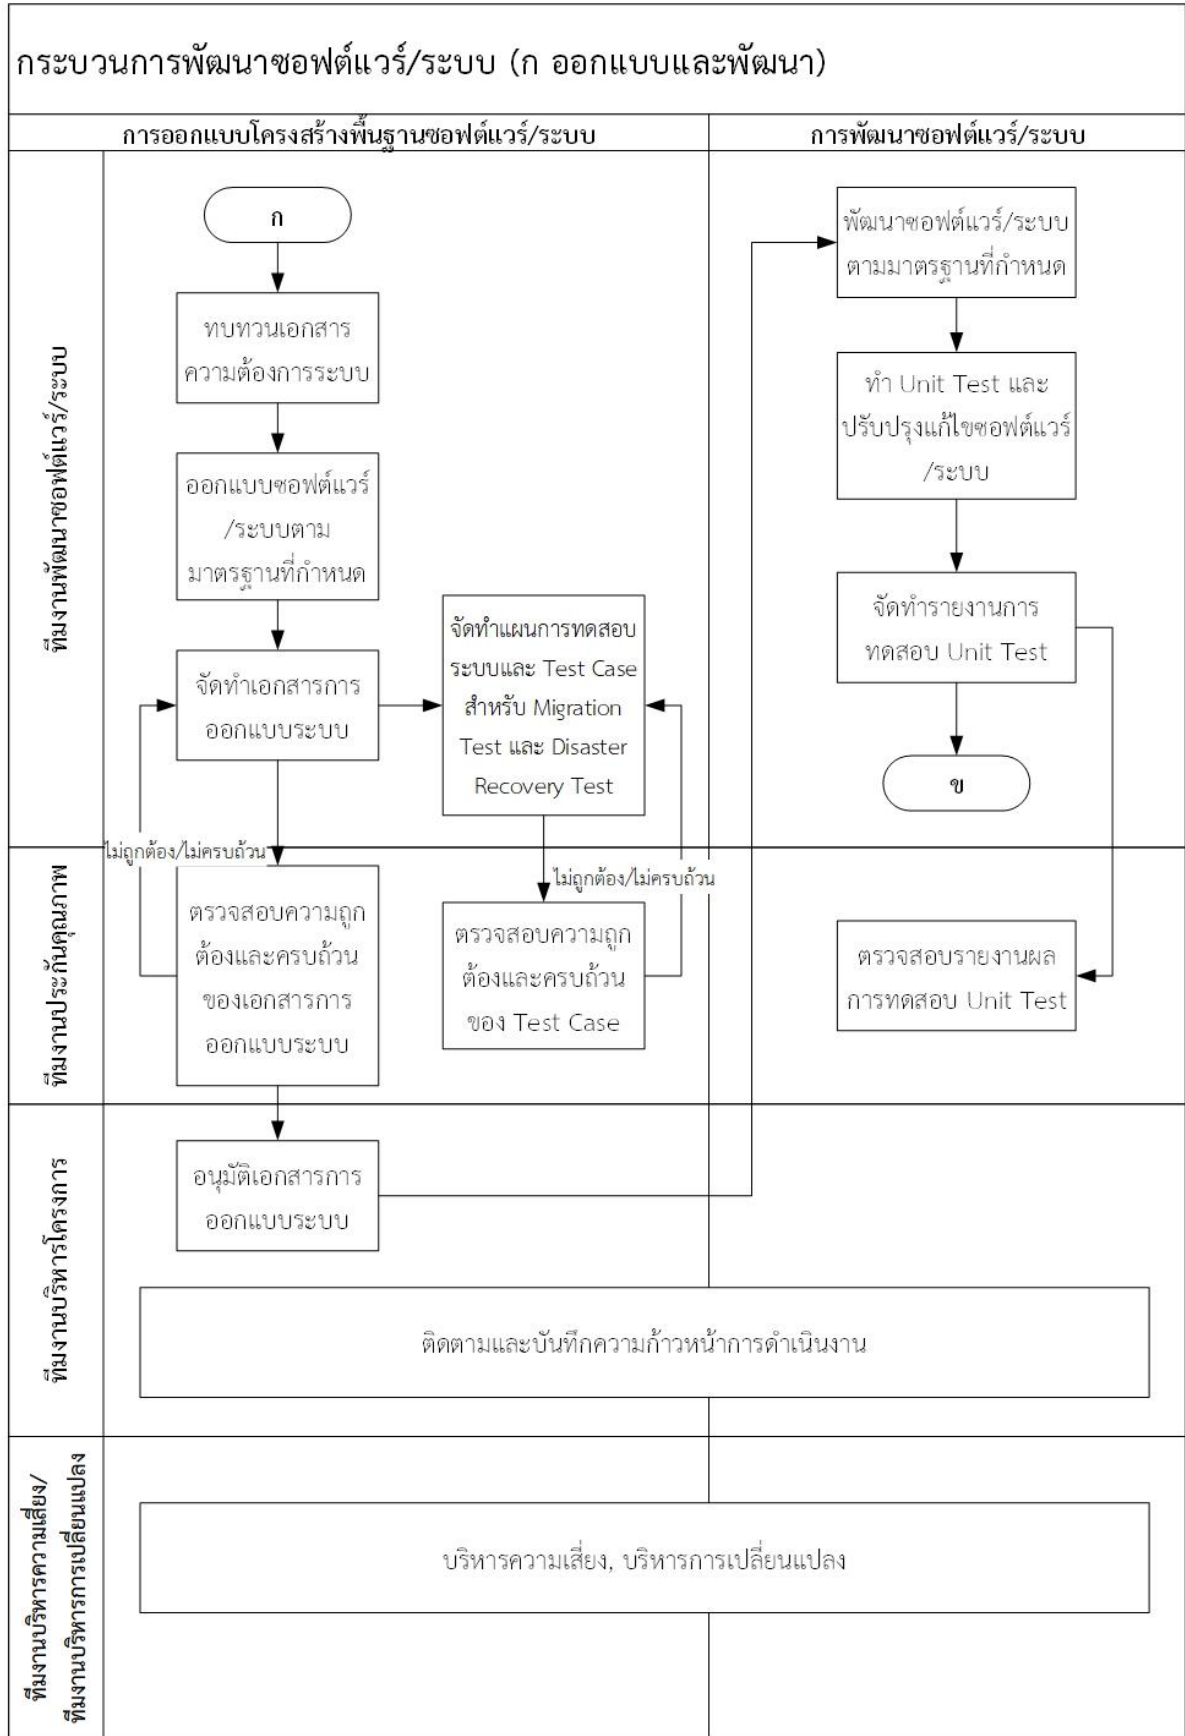 กระบวนการพัฒนาซอฟต์แวร์/ระบบ (ก ออกแบบและพัฒนา)
การออกแบบโครงสร้างพื้นฐานซอฟต์แวร์/ระบบ
การพัฒนาซอฟต์แวร์/ระบบ
ทีมงานพัฒนาซอฟต์แวร์/ระบบ
ก
ทบทวนเอกสาร
ความต้องการระบบ
ออกแบบซอฟต์แวร์
/ระบบตาม
มาตรฐานที่กำหนด
จัดทำเอกสารการ
ออกแบบระบบ
จัดทำแผนการทดสอบ
ระบบและ Test Case
สำหรับ Migration
Test และ Disaster
Recovery Test
พัฒนาซอฟต์แวร์/ระบบ
ตามมาตรฐานที่กำหนด
ทำ Unit Test และ
ปรับปรุงแก้ไขซอฟต์แวร์
/ระบบ
จัดทำรายงานการ
ทดสอบ Unit Test
ข
ทีมงานประกันคุณภาพ
ไม่ถูกต้อง/ไม่ครบถ้วน
ตรวจสอบความถูก
ต้องและครบถ้วน
ของเอกสารการ
ออกแบบระบบ
ไม่ถูกต้อง/ไม่ครบถ้วน
ตรวจสอบความถูก
ต้องและครบถ้วน
ของ Test Case
ตรวจสอบรายงานผล
การทดสอบ Unit Test
ทีมงานบริหารโครงการ
อนุมัติเอกสารการ
ออกแบบระบบ
ติดตามและบันทึกความก้าวหน้าการดำเนินงาน
ทีมงานบริหารความเสี่ยง/
ทีมงานบริหารการเปลี่ยนแปลง
บริหารความเสี่ยง, บริหารการเปลี่ยนแปลง